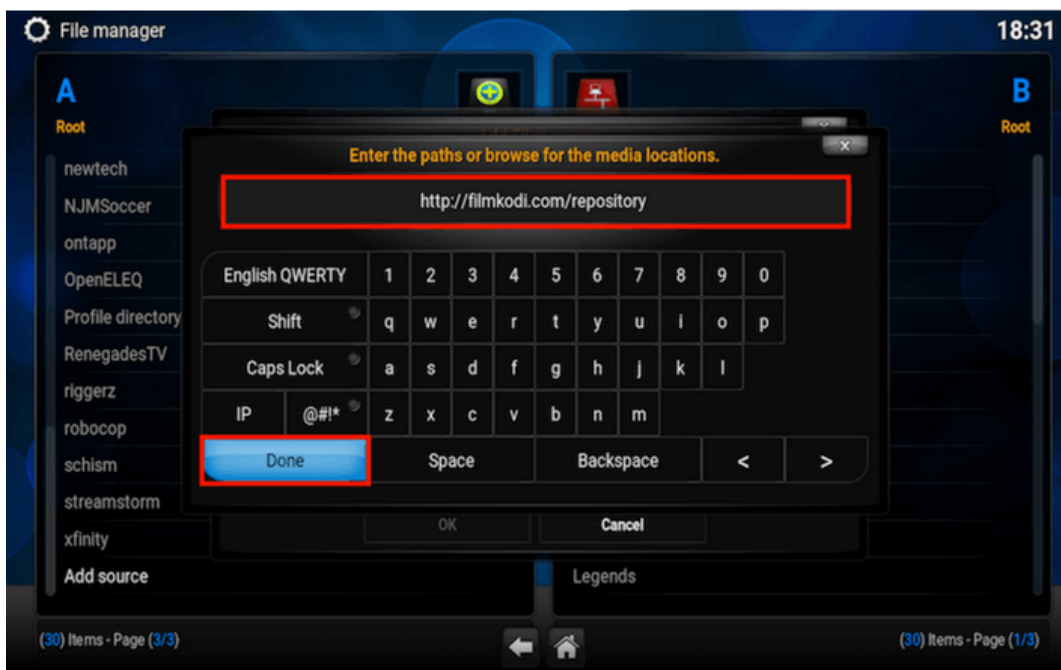 File manager
18:31
A
B
Root
Root
Enter the paths or browse for the media locations.
x
http://filmkodi.com/repository
newtech
NJMSoccer
ontap
OpenELEQ
Profile directory
RenegadesTV
riggerz
robocop
schism
streamstorm
xfinity
Add source
English QWERTY 1 2 3 4 5 6 7 8 9 0
Shift q w e r t y u i o p
Caps Lock a s d f g h j k l
IP @#!* z x c v b n m
Done Space Backspace < >
OK Cancel
Legends
(30) Items - Page (3/3)
(30) Items - Page (1/3)